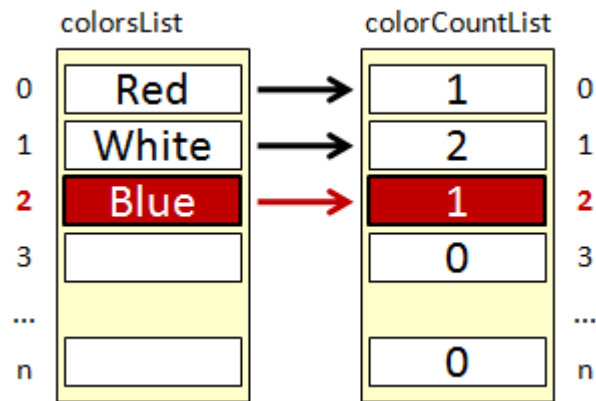 colorsList colorCountList
0 Red 1 0
1 White 2 1
2 Blue 1 2
3 0 3
... ...
n 0 n